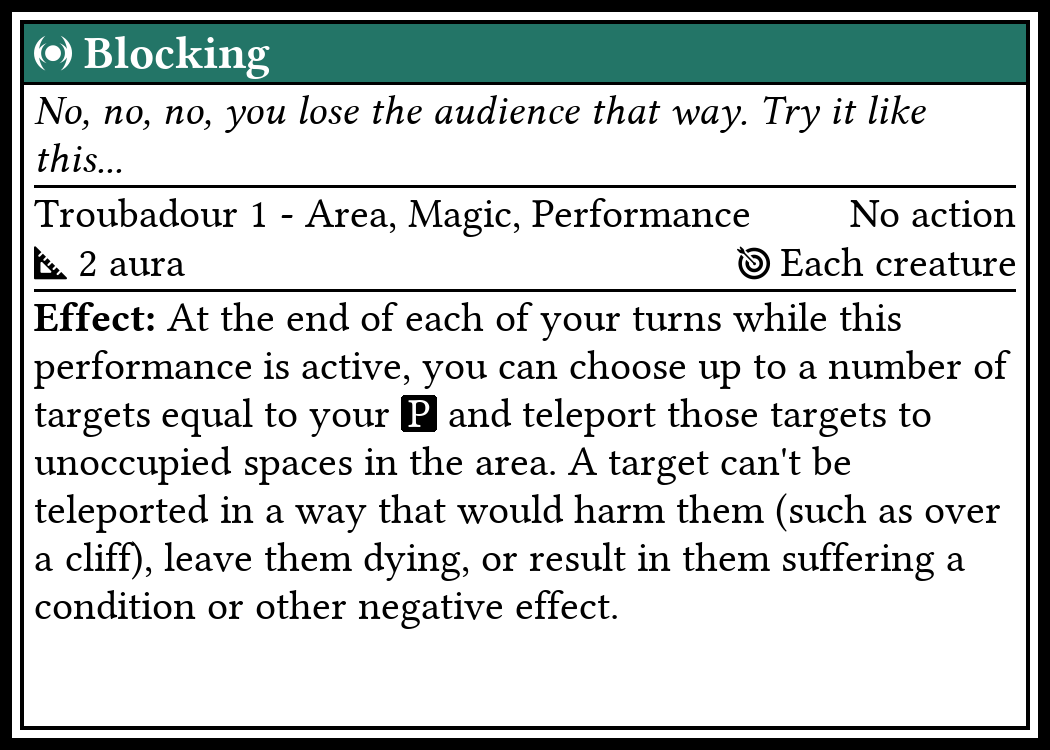 Blocking
No, no, no, you lose the audience that way. Try it like
this...
Troubadour 1 - Area, Magic, Performance No action
2 aura Each creature
Effect: At the end of each of your turns while this
performance is active, you can choose up to a number of
targets equal to your P and teleport those targets to
unoccupied spaces in the area. A target can't be
teleported in a way that would harm them (such as over
a cliff), leave them dying, or result in them suffering a
condition or other negative effect.